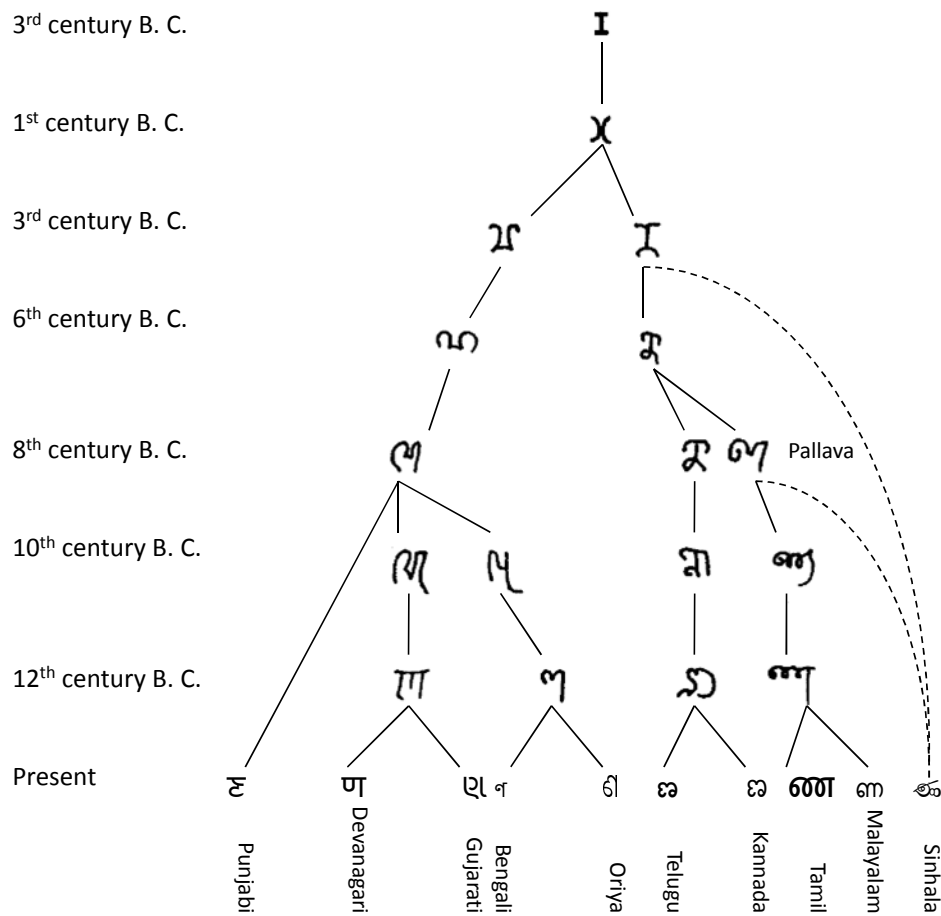 3rd century B. C.
1st century B. C.
3rd century B. C.
6th century B. C.
8th century B. C.
Pallava
10th century B. C.
12th century B. C.
Present
ਣ ण ણ ণ ଣ ణ ಣ ண ണ
Punjabi
Devanagari
Gujarati
Bengali
Oriya
Telugu
Kannada
Tamil
Malayalam
Sinhala